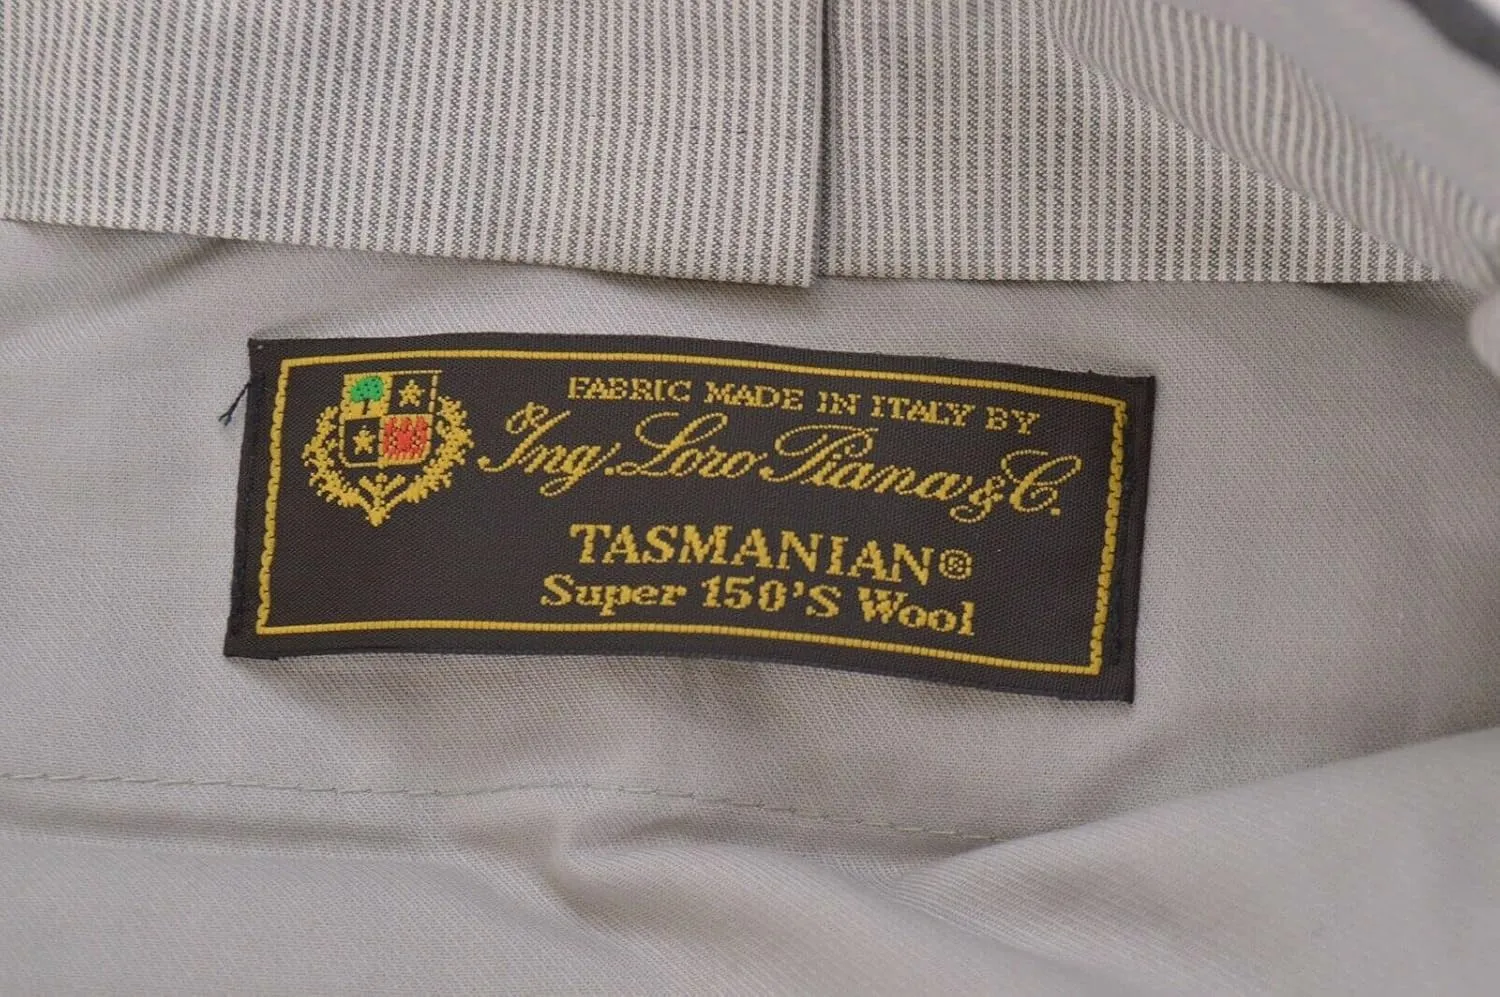 FABRIC MADE IN ITALY BY
Ing. Loro Piana & C.
TASMANIAN®
Super 150'S Wool